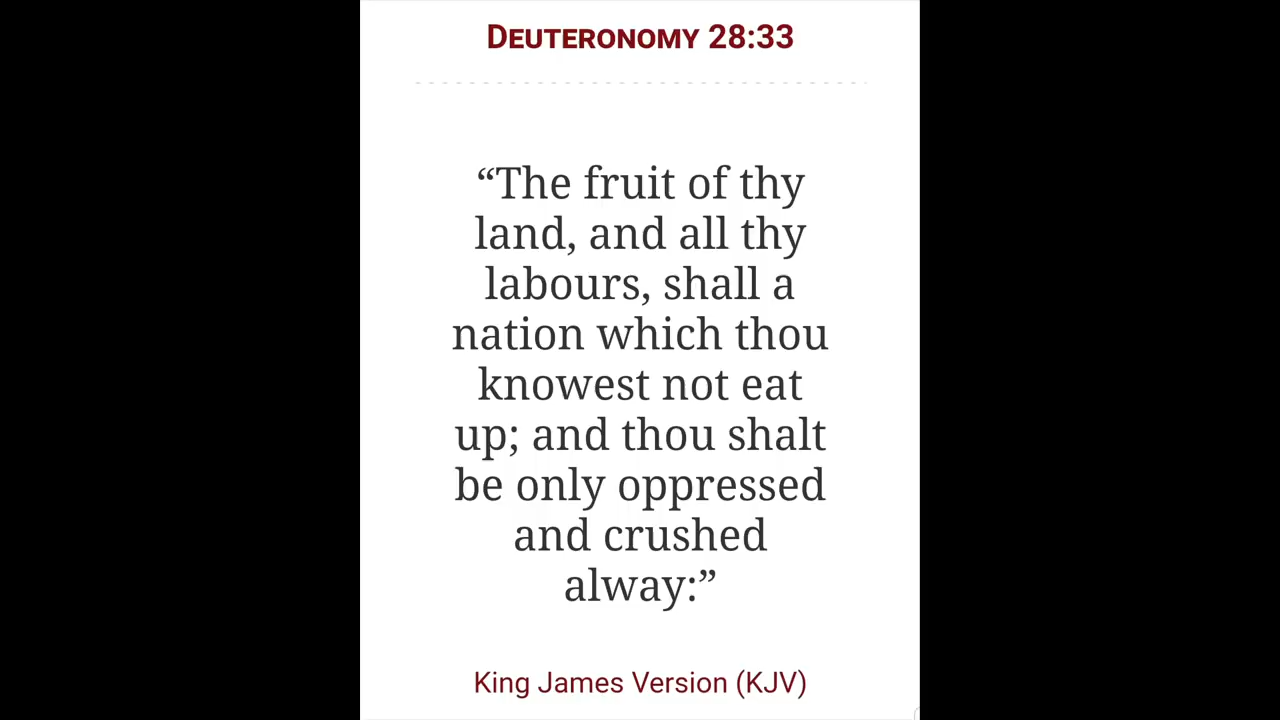 DEUTERONOMY 28:33
“The fruit of thy
land, and all thy
labours, shall a
nation which thou
knowest not eat
up; and thou shalt
be only oppressed
and crushed
alway:”
King James Version (KJV)